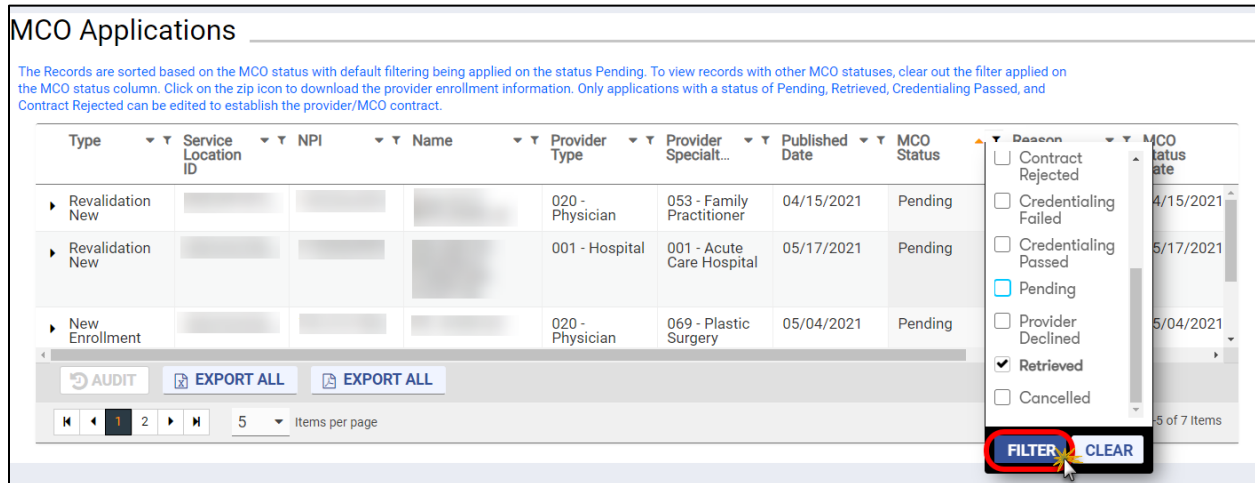 MCO Applications
The Records are sorted based on the MCO status with default filtering being applied on the status Pending. To view records with other MCO statuses, clear out the filter applied on
the MCO status column. Click on the zip icon to download the provider enrollment information. Only applications with a status of Pending, Retrieved, Credentialing Passed, and
Contract Rejected can be edited to establish the provider/MCO contract.
Type Service NPI Name Provider Provider Published MCO Reason MCO
Location Type Specialt... Date Status tatus
ID ate
Contract
Rejected
Revalidation 020 - 053 - Family 04/15/2021 Pending Credentialing 4/15/2021
New Physician Practitioner Failed
Revalidation 001 - Hospital 001 - Acute 05/17/2021 Pending Credentialing 5/17/2021
New Care Hospital Passed
Pending
New 020 - 069 - Plastic 05/04/2021 Pending Provider 5/04/2021
Enrollment Physician Surgery Declined
Retrieved
AUDIT EXPORT ALL EXPORT ALL
Cancelled
1 2 5 Items per page -5 of 7 Items
FILTER CLEAR